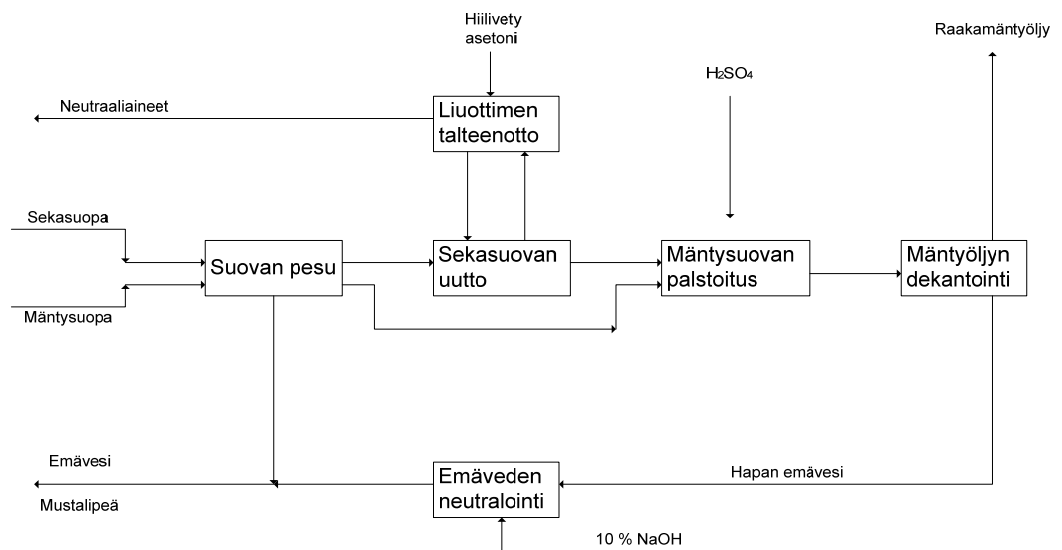 Hiilivety
asetoni
Raakamäntyöljy
H₂SO₄
Neutraaliaineet
Liuottimen
talteenotto
Sekasuopa
Suovan pesu
Sekasuovan
uutto
Mäntysuovan
palstoitus
Mäntyöljyn
dekantointi
Mäntysuopa
Emävesi
Mustalipeä
Emäveden
neutralointi
Hapan emävesi
10 % NaOH